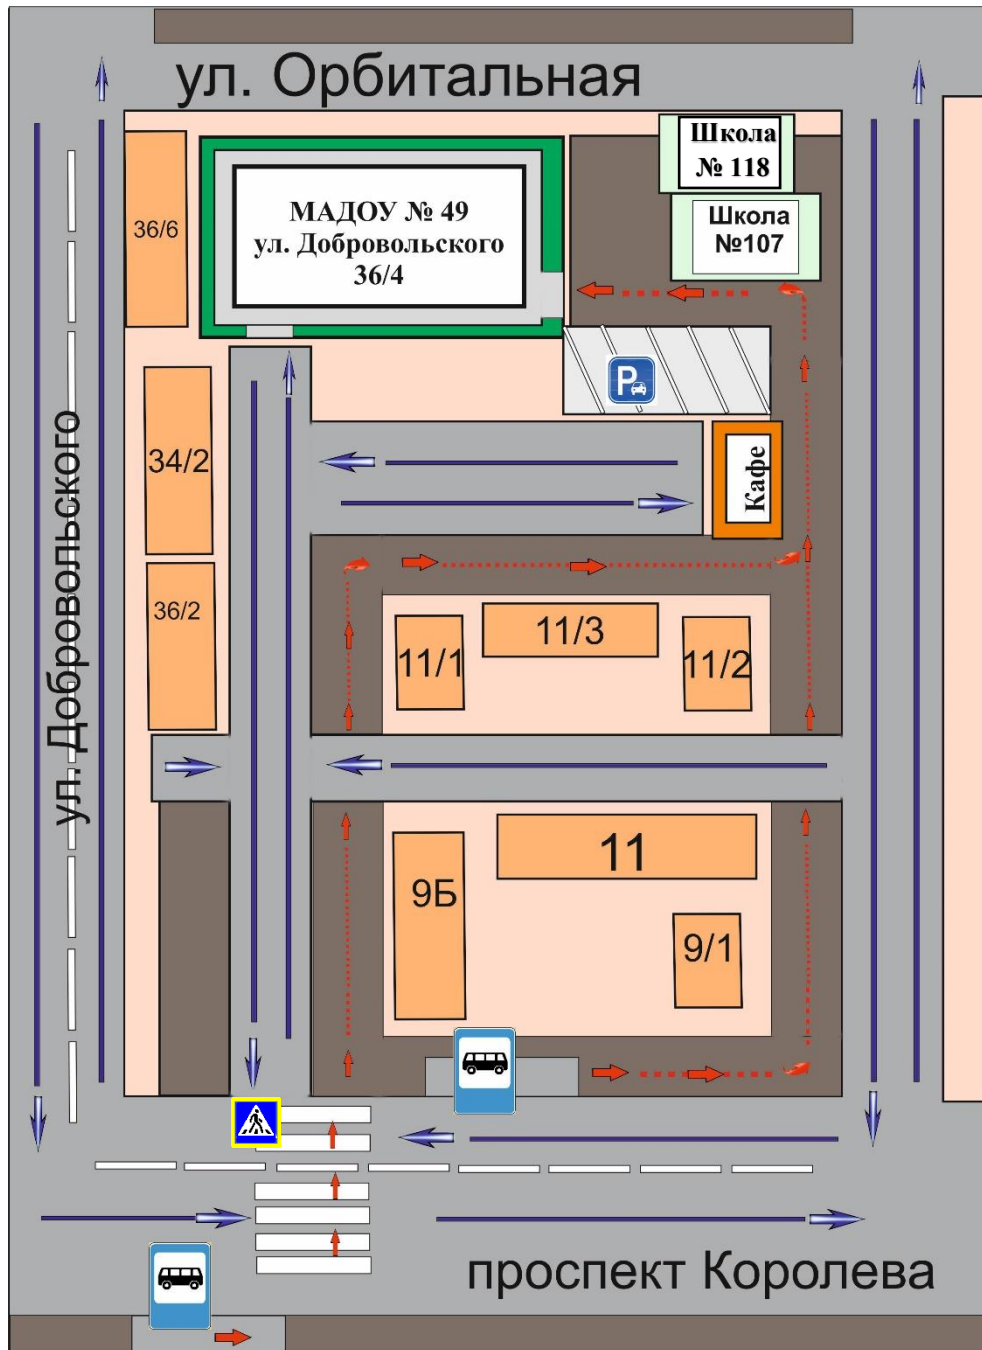 ул. Орбитальная
Школа
№ 118
МАДОУ № 49
ул. Добровольского
36/4
Школа
№107
36/6
P
34/2
ул. Добровольского
Кафе
36/2
11/1
11/3
11/2
11
9Б
9/1
проспект Королева